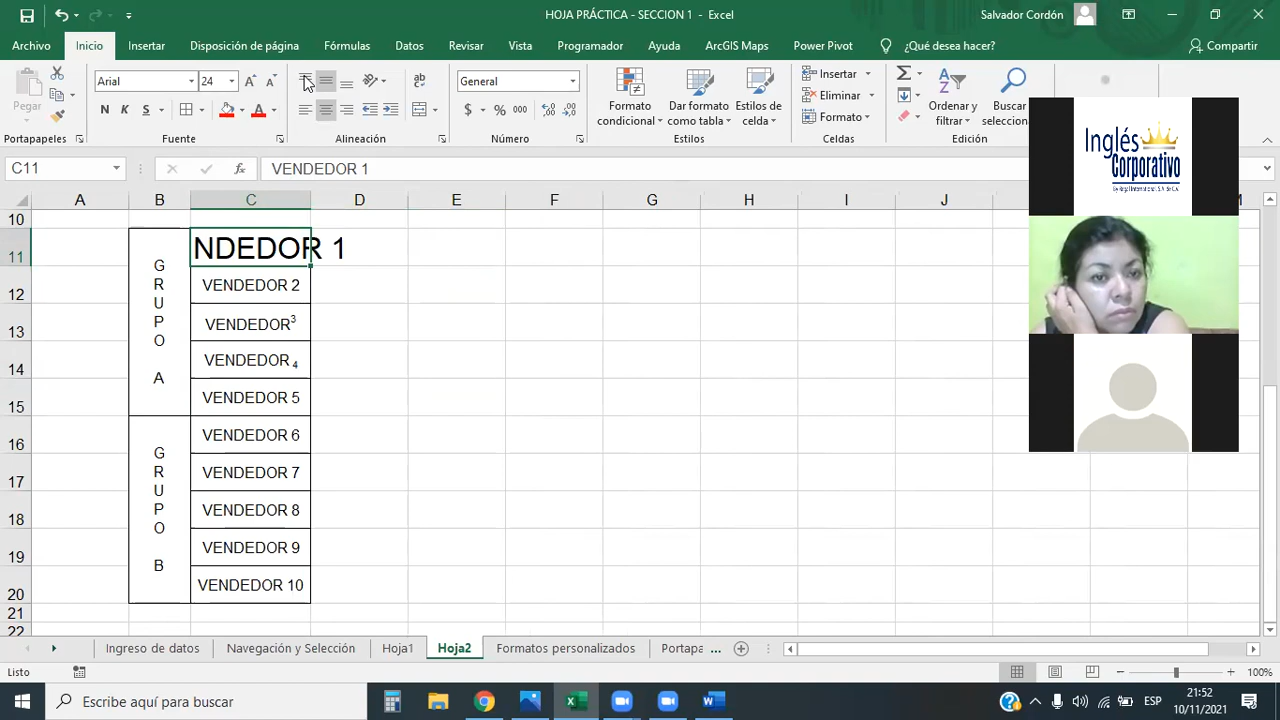 HOJA PRÁCTICA - SECCION 1 - Excel
Salvador Cordón
Archivo Inicio Insertar Disposición de página Fórmulas Datos Revisar Vista Programador Ayuda ArcGIS Maps Power Pivot ¿Qué desea hacer? Compartir
Pegar
Arial 24
N K S
General
$ % 000
Formato condicional
Dar formato como tabla
Estilos de celda
Insertar
Eliminar
Formato
Ordenar y filtrar
Buscar
selecciona
Portapapeles Fuente Alineación Número Estilos Celdas Edición
C11 fx VENDEDOR 1
A B C D E F G H I J M
10
11 NDEDOR 1
12 VENDEDOR 2
13 VENDEDOR3
14 VENDEDOR 4
15 VENDEDOR 5
16 VENDEDOR 6
17 VENDEDOR 7
18 VENDEDOR 8
19 VENDEDOR 9
20 VENDEDOR 10
21
22
GRUPO A
GRUPO B
Inglés
Corporativo
Ingreso de datos Navegación y Selección Hoja1 Hoja2 Formatos personalizados Portapa ...
Listo 100%
Escribe aquí para buscar
ESP
21:52
10/11/2021